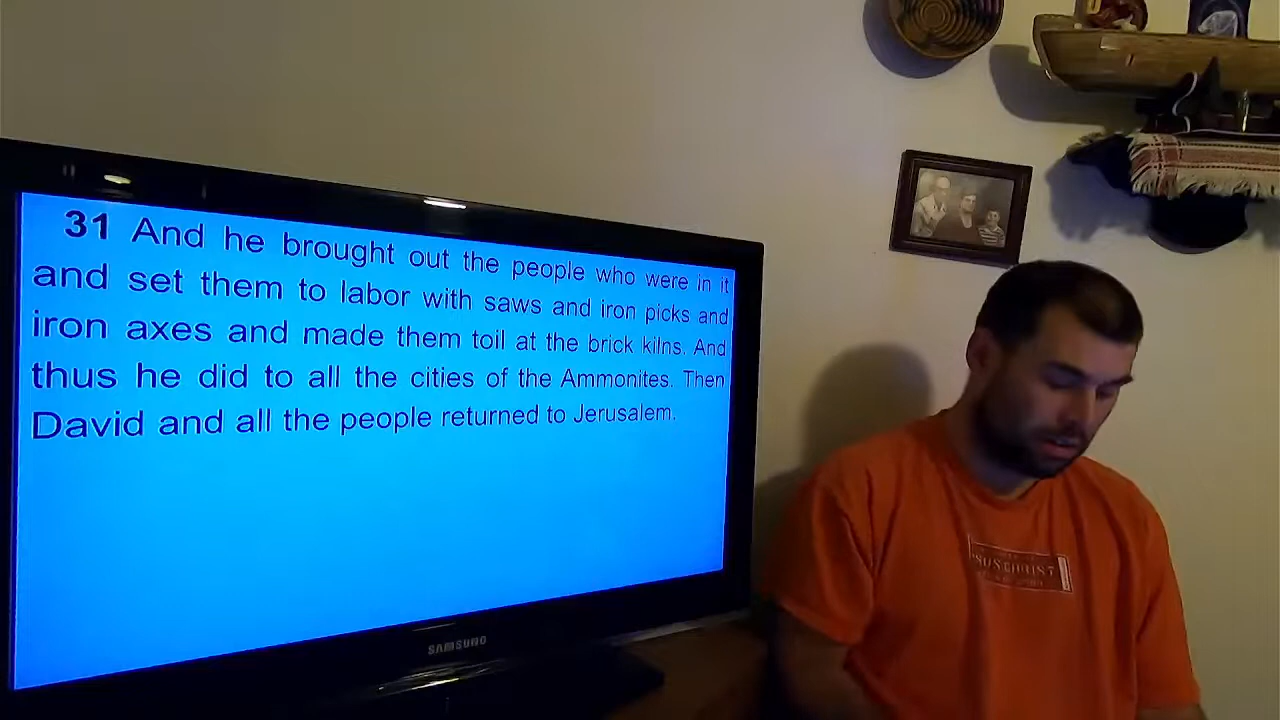 31 And he brought out the people who were in it
and set them to labor with saws and iron picks and
iron axes and made them toil at the brick kilns. And
thus he did to all the cities of the Ammonites. Then
David and all the people returned to Jerusalem.
SAMSUNG